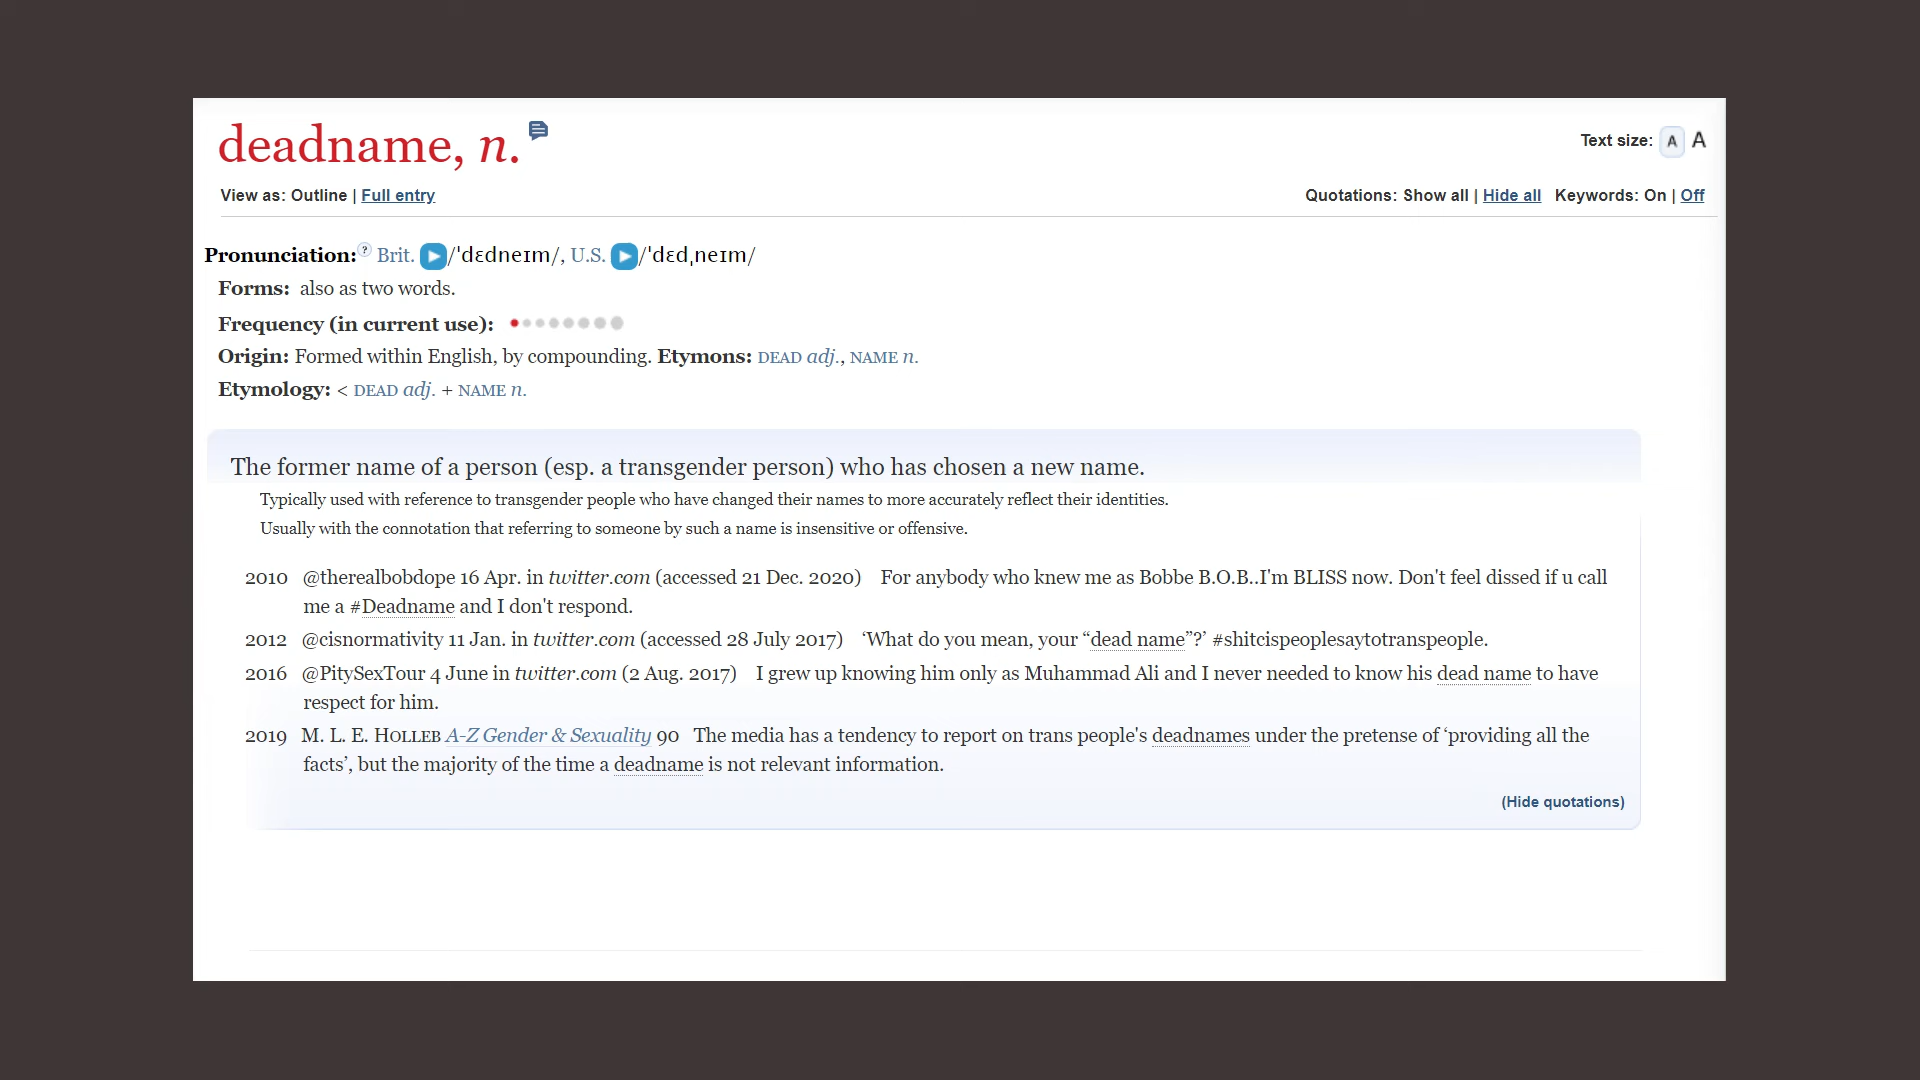 deadname, n.
Text size: A A
View as: Outline | Full entry
Quotations: Show all | Hide all Keywords: On | Off
Pronunciation:? Brit. /ˈdɛdneɪm/, U.S. /ˈdɛdˌneɪm/
Forms: also as two words.
Frequency (in current use):
Origin: Formed within English, by compounding. Etymons: DEAD adj., NAME n.
Etymology: < DEAD adj. + NAME n.
The former name of a person (esp. a transgender person) who has chosen a new name.
Typically used with reference to transgender people who have changed their names to more accurately reflect their identities.
Usually with the connotation that referring to someone by such a name is insensitive or offensive.
2010 @therealbobdope 16 Apr. in twitter.com (accessed 21 Dec. 2020) For anybody who knew me as Bobbe B.O.B..I'm BLISS now. Don't feel dissed if u call
me a #Deadname and I don't respond.
2012 @cisnormativity 11 Jan. in twitter.com (accessed 28 July 2017) ‘What do you mean, your “dead name”?’ #shitcispeoplesaytotranspeople.
2016 @PitySexTour 4 June in twitter.com (2 Aug. 2017) I grew up knowing him only as Muhammad Ali and I never needed to know his dead name to have
respect for him.
2019 M. L. E. HOLLEB A-Z Gender & Sexuality 90 The media has a tendency to report on trans people's deadnames under the pretense of ‘providing all the
facts’, but the majority of the time a deadname is not relevant information.
(Hide quotations)